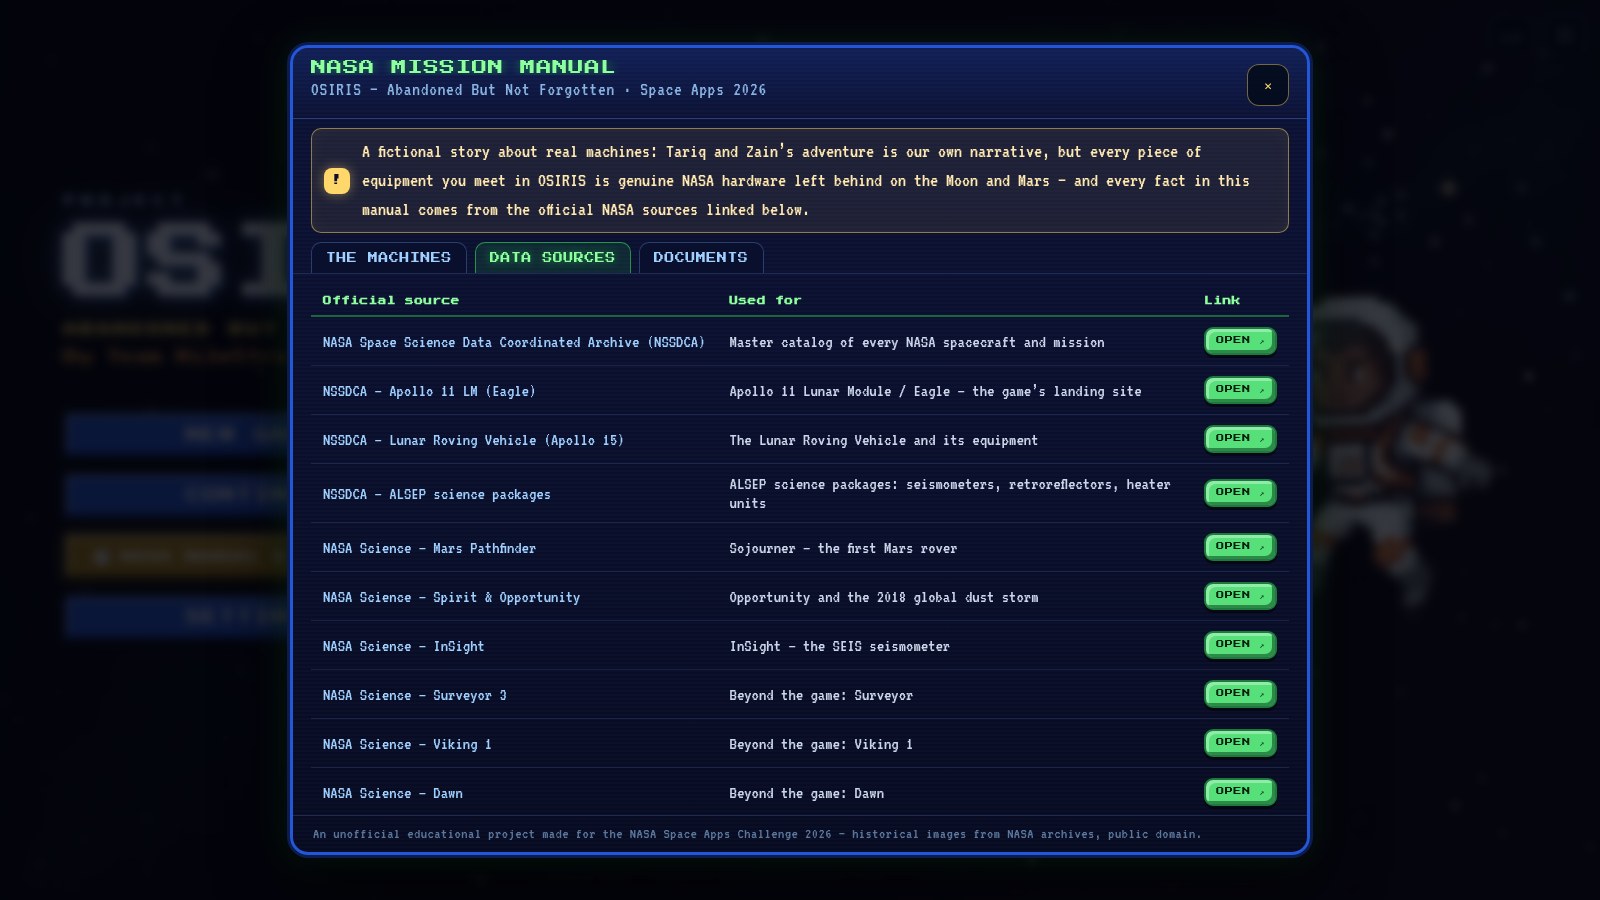 NASA MISSION MANUAL
OSIRIS – Abandoned But Not Forgotten · Space Apps 2026
×
A fictional story about real machines: Tariq and Zain's adventure is our own narrative, but every piece of
! equipment you meet in OSIRIS is genuine NASA hardware left behind on the Moon and Mars – and every fact in this
manual comes from the official NASA sources linked below.
THE MACHINES DATA SOURCES DOCUMENTS
Official source Used for Link
NASA Space Science Data Coordinated Archive (NSSDCA) Master catalog of every NASA spacecraft and mission OPEN ↗
NSSDCA – Apollo 11 LM (Eagle) Apollo 11 Lunar Module / Eagle – the game's landing site OPEN ↗
NSSDCA – Lunar Roving Vehicle (Apollo 15) The Lunar Roving Vehicle and its equipment OPEN ↗
NSSDCA – ALSEP science packages ALSEP science packages: seismometers, retroreflectors, heater OPEN ↗
units
NASA Science – Mars Pathfinder Sojourner – the first Mars rover OPEN ↗
NASA Science – Spirit & Opportunity Opportunity and the 2018 global dust storm OPEN ↗
NASA Science – InSight InSight – the SEIS seismometer OPEN ↗
NASA Science – Surveyor 3 Beyond the game: Surveyor OPEN ↗
NASA Science – Viking 1 Beyond the game: Viking 1 OPEN ↗
NASA Science – Dawn Beyond the game: Dawn OPEN ↗
An unofficial educational project made for the NASA Space Apps Challenge 2026 – historical images from NASA archives, public domain.
PROJECT
OSI